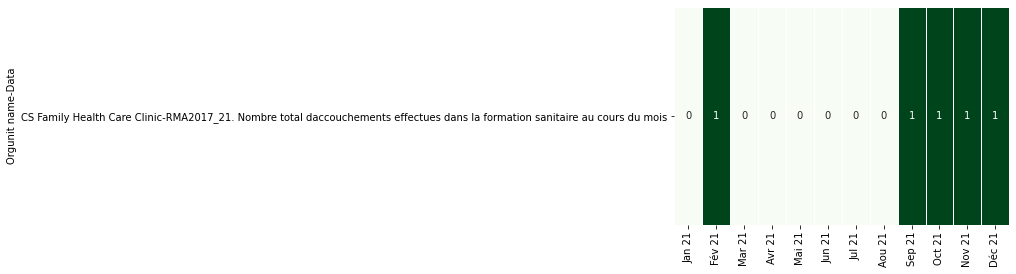 Orgunit name-Data
CS Family Health Care Clinic-RMA2017_21. Nombre total daccouchements effectues dans la formation sanitaire au cours du mois
0 1 0 0 0 0 0 0 1 1 1 1
Jan 21 Fév 21 Mar 21 Avr 21 Mai 21 Jun 21 Jul 21 Aou 21 Sep 21 Oct 21 Nov 21 Déc 21